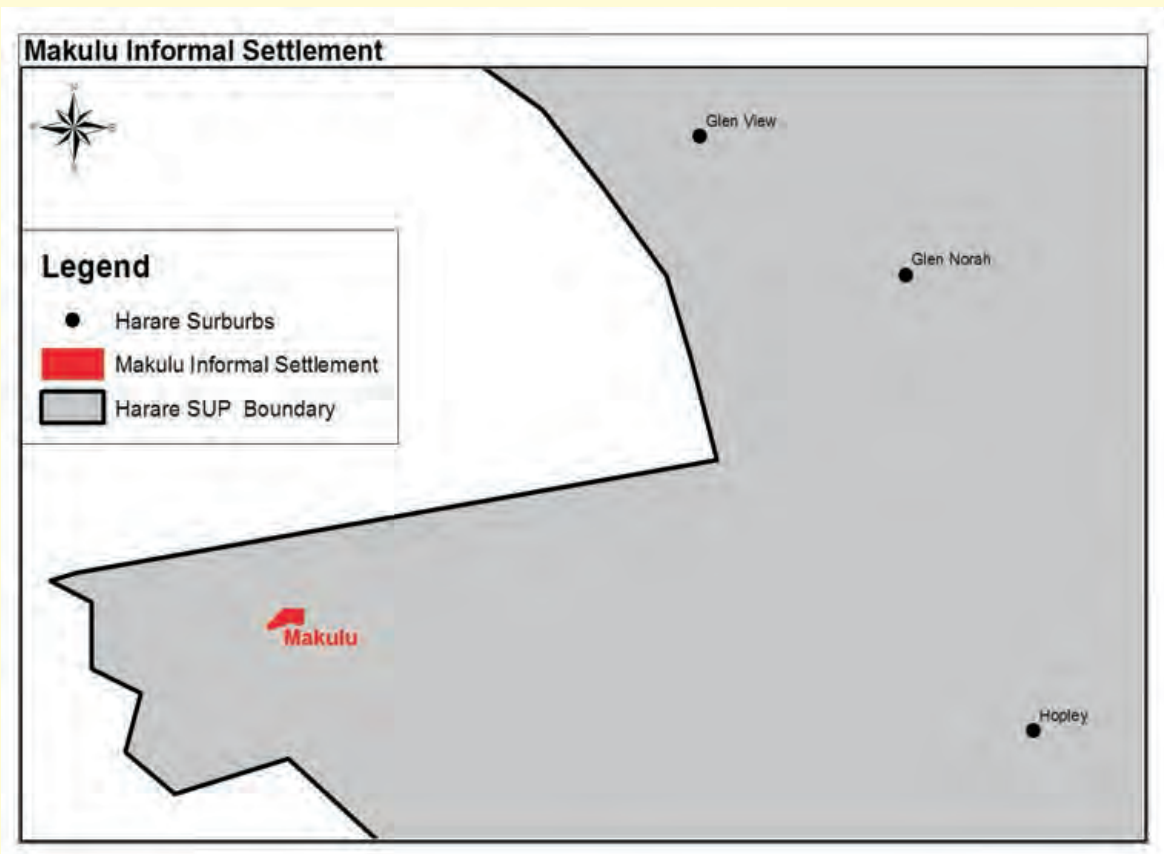 Makulu Informal Settlement
Glen View
Glen Norah
Legend
Harare Surburbs
Makulu Informal Settlement
Harare SUP Boundary
Makulu
Hopley